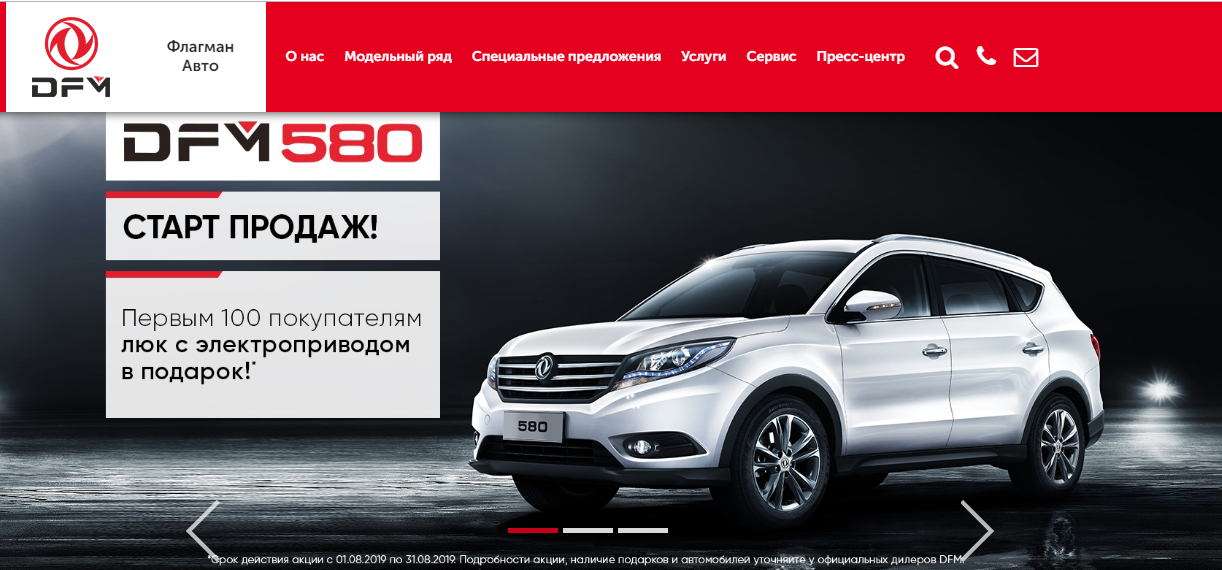 DFM
Флагман
Авто
О нас Модельный ряд Специальные предложения Услуги Сервис Пресс-центр
DFM 580
СТАРТ ПРОДАЖ!
Первым 100 покупателям
люк с электроприводом
в подарок!*
580
*Срок действия акции с 01.08.2019 по 31.08.2019. Подробности акции, наличие подарков и автомобилей уточняйте у официальных дилеров DFM.